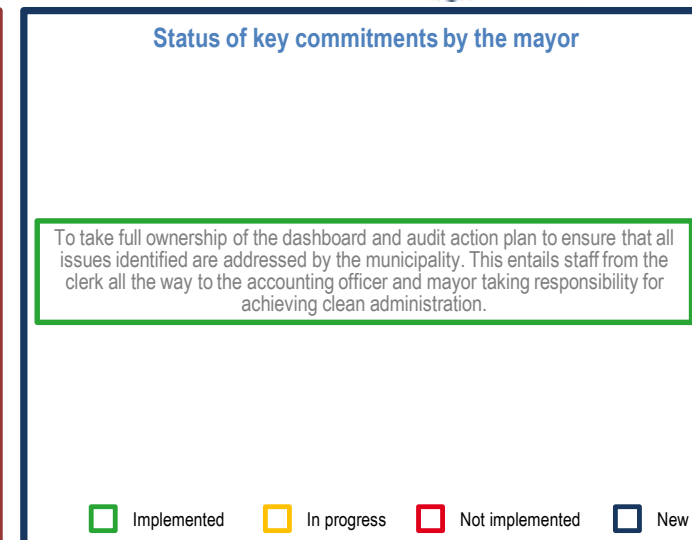 Status of key commitments by the mayor
To take full ownership of the dashboard and audit action plan to ensure that all
issues identified are addressed by the municipality. This entails staff from the
clerk all the way to the accounting officer and mayor taking responsibility for
achieving clean administration.
Implemented In progress Not implemented New